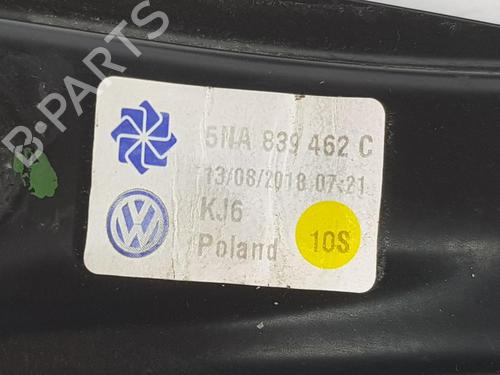 B-PARTS
5NA 839 462 C
13/08/2018 07:21
KJ6
Poland
10S